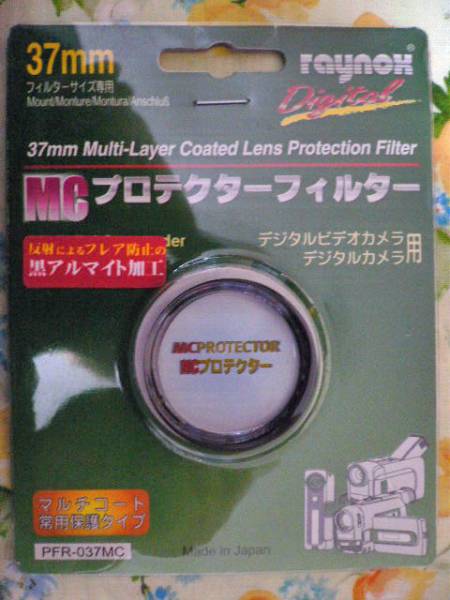 37mm
フィルターサイズ専用
Mount/Monture/Montura/Anschluß
raynox
Digital
37mm Multi-Layer Coated Lens Protection Filter
MCプロテクターフィルター
反射によるフレア防止の
黒アルマイト加工
デジタルビデオカメラ
デジタルカメラ用
MCPROTECTOR
MCプロテクター
マルチコート
常用保護タイプ
PFR-037MC
Made in Japan